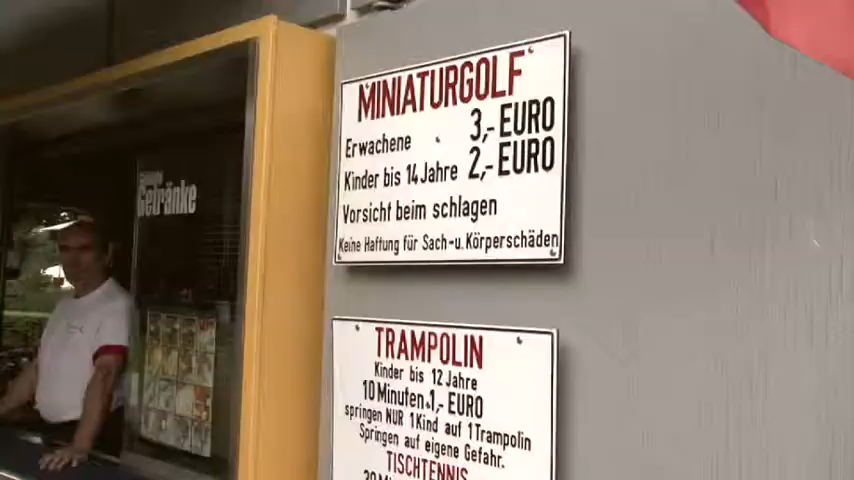 MINIATURGOLF
Erwachene 3,- EURO
Kinder bis 14 Jahre 2,- EURO
Vorsicht beim schlagen
Keine Haftung für Sach-u. Körperschäden
Getränke
TRAMPOLIN
Kinder bis 12 Jahre
10 Minuten 1,- EURO
springen NUR 1 Kind auf 1 Trampolin
Springen auf eigene Gefahr.
TISCHTENNIS